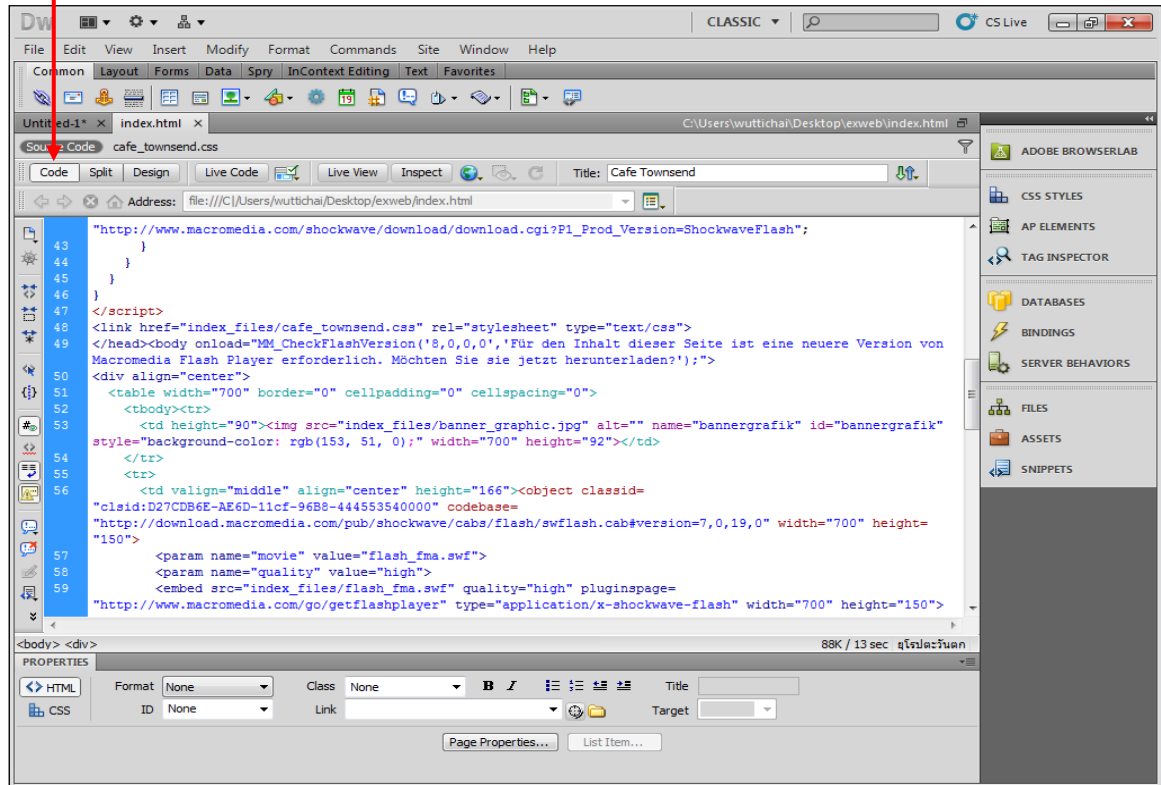 Dw CLASSIC CS Live
File Edit View Insert Modify Format Commands Site Window Help
Common Layout Forms Data Spry InContext Editing Text Favorites
19
Untitled-1* × index.html × C:\Users\wuttichai\Desktop\exweb\index.html
Source Code cafe_townsend.css
Code Split Design Live Code Live View Inspect Title: Cafe Townsend
Address: file:///C|/Users/wuttichai/Desktop/exweb/index.html
"http://www.macromedia.com/shockwave/download/download.cgi?P1_Prod_Version=ShockwaveFlash";
43 }
44 }
45 }
46 }
47 </script>
48 <link href="index_files/cafe_townsend.css" rel="stylesheet" type="text/css">
49 </head><body onload="MM_CheckFlashVersion('8,0,0,0','Für den Inhalt dieser Seite ist eine neuere Version von
Macromedia Flash Player erforderlich. Möchten Sie sie jetzt herunterladen?');">
50 <div align="center">
51 <table width="700" border="0" cellpadding="0" cellspacing="0">
52 <tbody><tr>
53 <td height="90"><img src="index_files/banner_graphic.jpg" alt="" name="bannergrafik" id="bannergrafik"
style="background-color: rgb(153, 51, 0);" width="700" height="92"></td>
54 </tr>
55 <tr>
56 <td valign="middle" align="center" height="166"><object classid=
"clsid:D27CDB6E-AE6D-11cf-96B8-444553540000" codebase=
"http://download.macromedia.com/pub/shockwave/cabs/flash/swflash.cab#version=7,0,19,0" width="700" height=
"150">
57 <param name="movie" value="flash_fma.swf">
58 <param name="quality" value="high">
59 <embed src="index_files/flash_fma.swf" quality="high" pluginspage=
"http://www.macromedia.com/go/getflashplayer" type="application/x-shockwave-flash" width="700" height="150">
<body> <div> 88K / 13 sec ยุโรปตะวันตก
PROPERTIES
<> HTML Format None Class None B I Title
CSS ID None Link Target
Page Properties... List Item...
ADOBE BROWSERLAB
CSS STYLES
AP ELEMENTS
TAG INSPECTOR
DATABASES
BINDINGS
SERVER BEHAVIORS
FILES
ASSETS
SNIPPETS